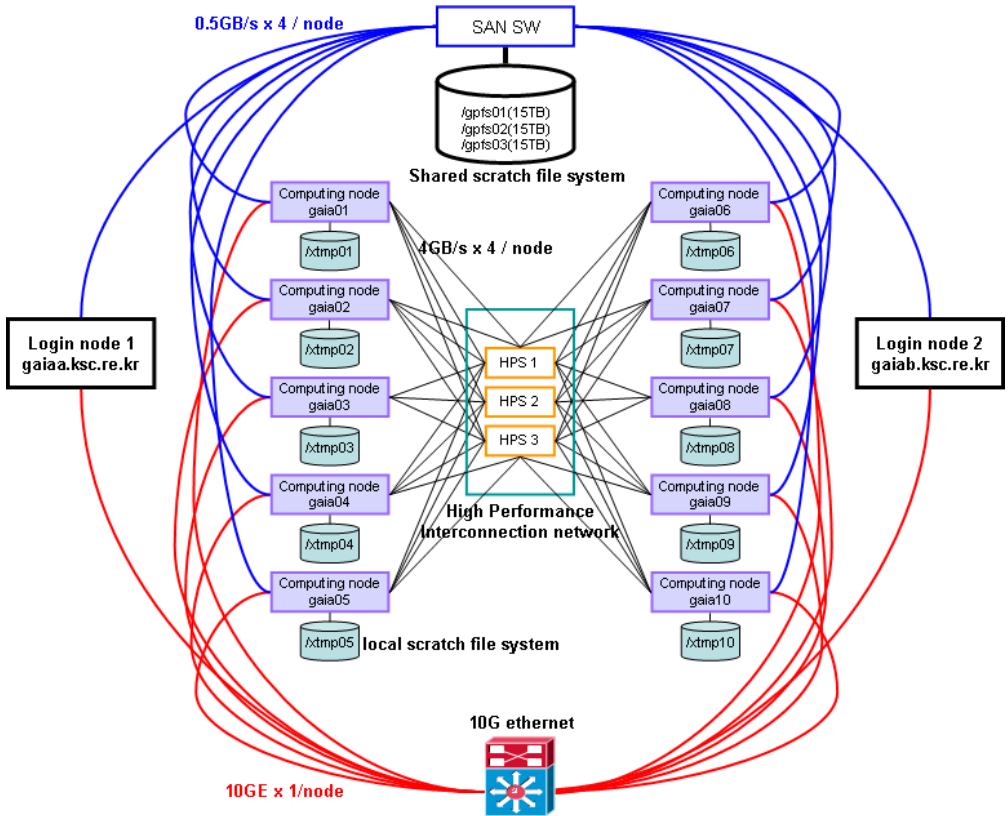 0.5GB/s x 4 / node
SAN SW
/gpfs01(15TB)
/gpfs02(15TB)
/gpfs03(15TB)
Shared scratch file system
Computing node
gaia01
/xtmp01
Computing node
gaia06
/xtmp06
4GB/s x 4 / node
Computing node
gaia02
/xtmp02
Computing node
gaia07
/xtmp07
Login node 1
gaiaa.ksc.re.kr
Login node 2
gaiab.ksc.re.kr
HPS 1
HPS 2
HPS 3
Computing node
gaia03
/xtmp03
Computing node
gaia08
/xtmp08
Computing node
gaia04
/xtmp04
High Performance
Interconnection network
Computing node
gaia09
/xtmp09
Computing node
gaia05
/xtmp05
local scratch file system
Computing node
gaia10
/xtmp10
10G ethernet
10GE x 1/node